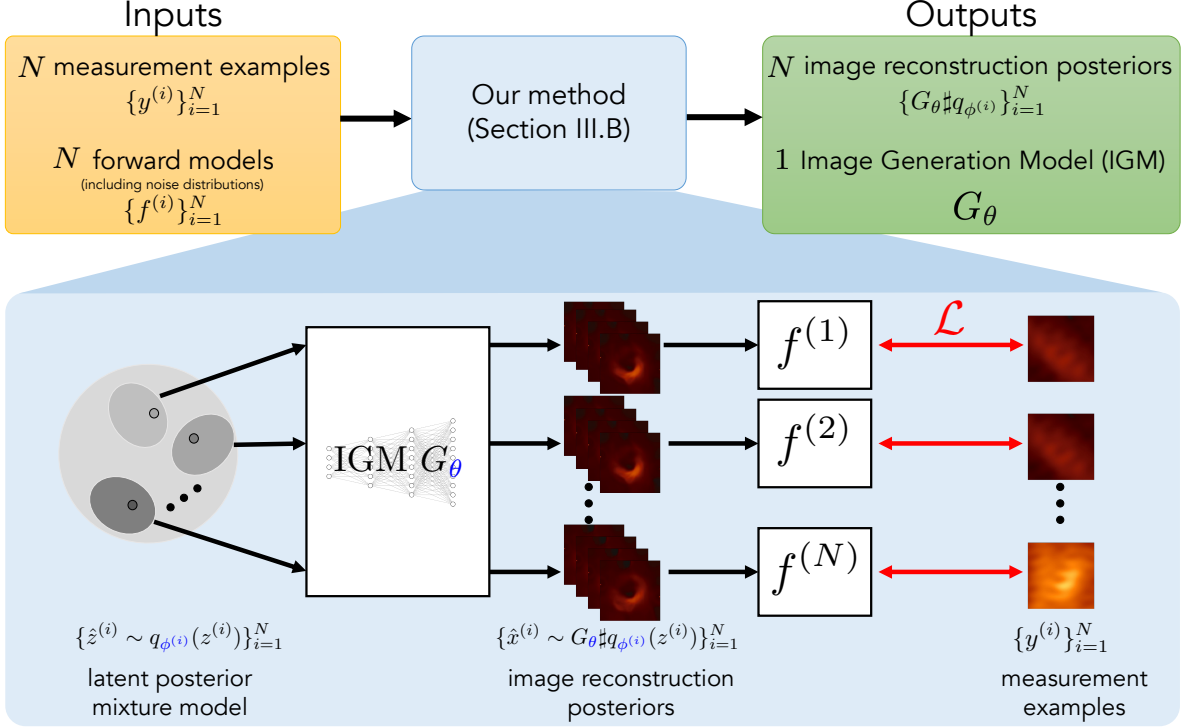 Inputs
Outputs
N measurement examples
{y^{(i)}}_{i=1}^{N}
N forward models
(including noise distributions)
{f^{(i)}}_{i=1}^{N}
Our method
(Section III.B)
N image reconstruction posteriors
{G_θ♯q_{ϕ^{(i)}}}_{i=1}^{N}
1 Image Generation Model (IGM)
G_θ
IGM G_θ
f^{(1)}
ℒ
f^{(2)}
f^{(N)}
{ẑ^{(i)} ∼ q_{ϕ^{(i)}}(z^{(i)})}_{i=1}^{N}
latent posterior
mixture model
{x̂^{(i)} ∼ G_θ♯q_{ϕ^{(i)}}(z^{(i)})}_{i=1}^{N}
image reconstruction
posteriors
{y^{(i)}}_{i=1}^{N}
measurement
examples